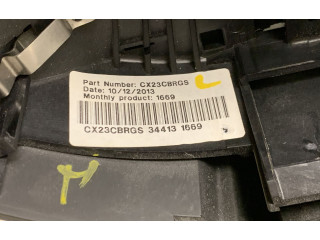 Part Number: CX23CBRGS L
Date: 10/12/2013
Monthly product: 1669
CX23CBRGS 34413 1669